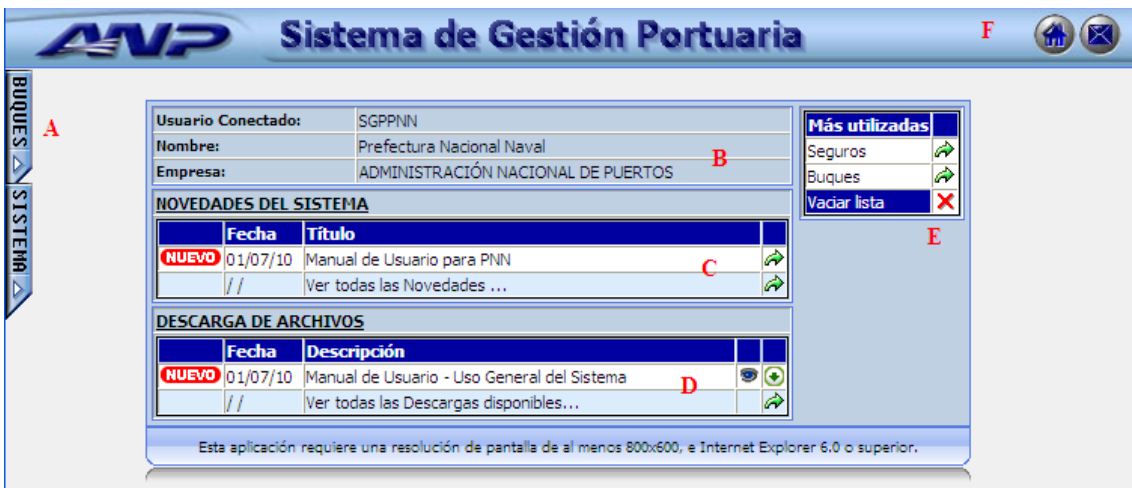 ANP Sistema de Gestión Portuaria F
BUQUES
A
SISTEMA
Usuario Conectado: SGPPNN
Nombre: Prefectura Nacional Naval
B
Empresa: ADMINISTRACIÓN NACIONAL DE PUERTOS
NOVEDADES DEL SISTEMA
Fecha Título
NUEVO 01/07/10 Manual de Usuario para PNN
C
/ / Ver todas las Novedades ...
DESCARGA DE ARCHIVOS
Fecha Descripción
NUEVO 01/07/10 Manual de Usuario - Uso General del Sistema
D
/ / Ver todas las Descargas disponibles...
Más utilizadas
Seguros
Buques
Vaciar lista
E
Esta aplicación requiere una resolución de pantalla de al menos 800x600, e Internet Explorer 6.0 o superior.